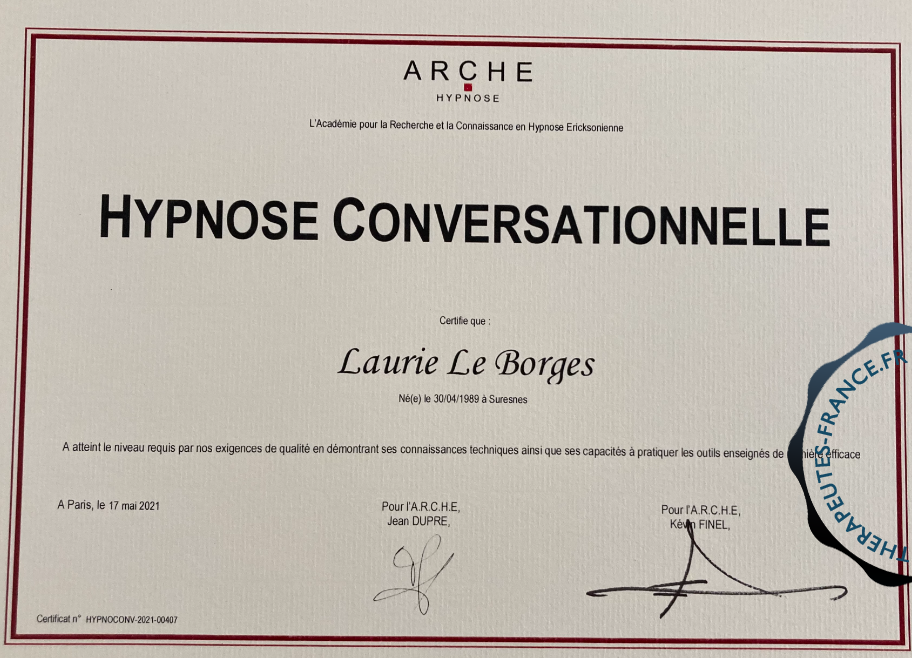 ARCHE
HYPNOSE
L'Académie pour la Recherche et la Connaissance en Hypnose Ericksonienne
HYPNOSE CONVERSATIONNELLE
Certifie que :
Laurie Le Borges
Né(e) le 30/04/1989 à Suresnes
A atteint le niveau requis par nos exigences de qualité en démontrant ses connaissances techniques ainsi que ses capacités à pratiquer les outils enseignés de efficace
THERAPEUTES-FRANCE.FR
A Paris, le 17 mai 2021
Pour l'A.R.C.H.E,
Jean DUPRE,
Pour l'A.R.C.H.E,
Kévin FINEL,
Certificat n° HYPNOCONV-2021-00407